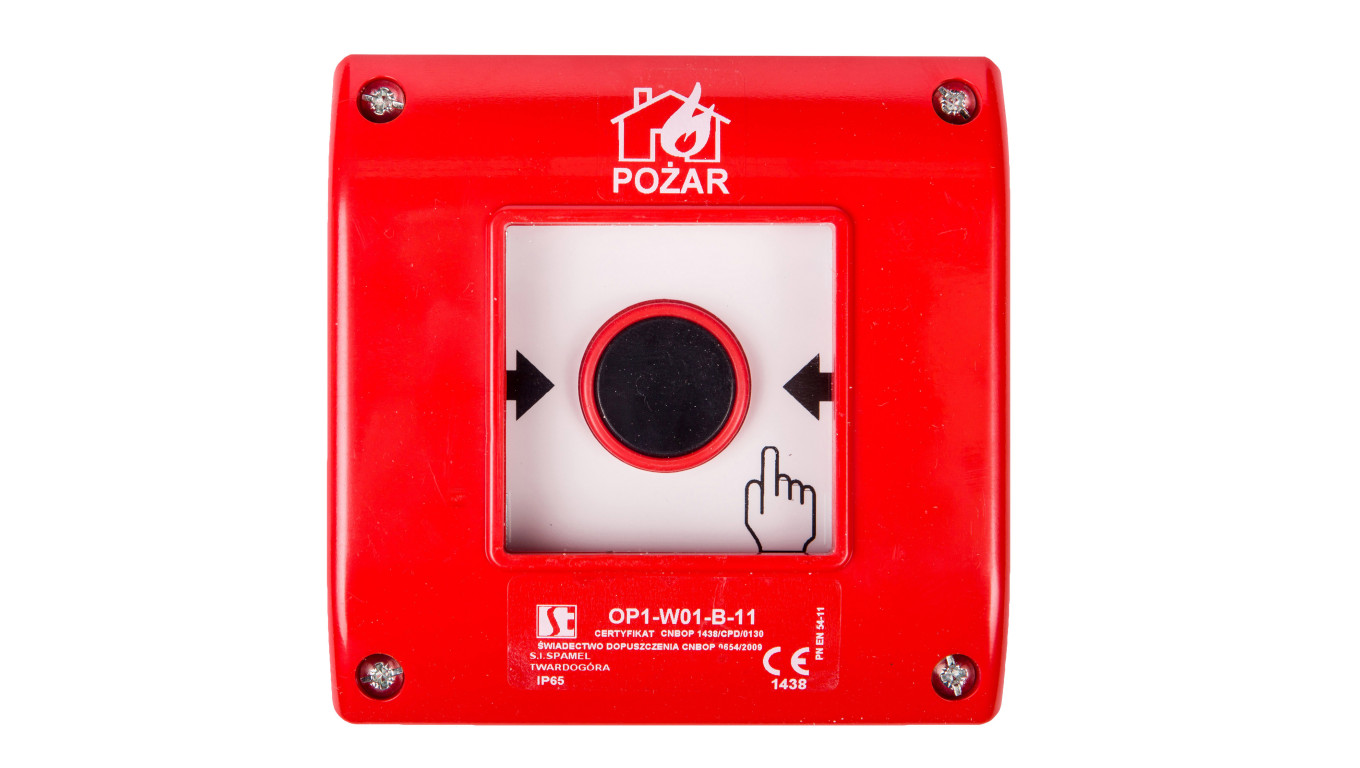 POŻAR
OP1-W01-B-11
CERTYFIKAT CNBOP 1438/CPD/0130
ŚWIADECTWO DOPUSZCZENIA CNBOP 0654/2009
S.I.SPAMEL
TWARDOGÓRA
IP65
CE
1438
PN EN 54-11